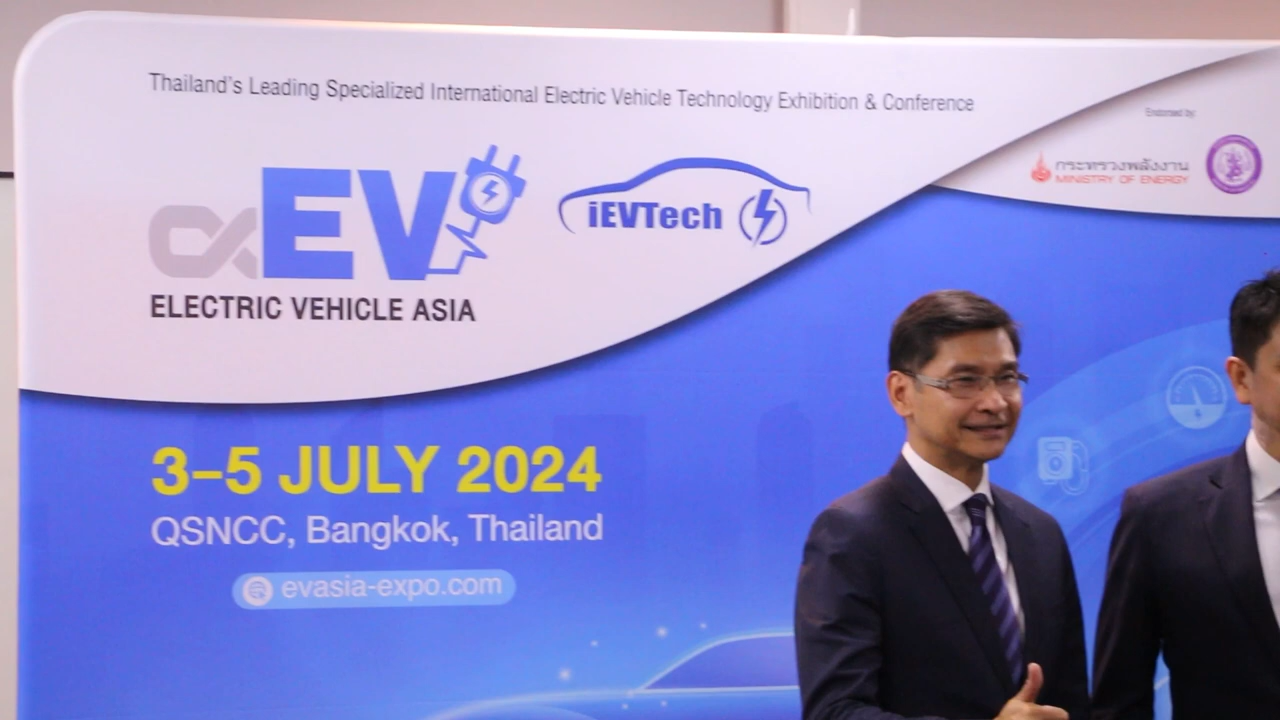 Thailand's Leading Specialized International Electric Vehicle Technology Exhibition & Conference
Endorsed by:
กระทรวงพลังงาน
MINISTRY OF ENERGY
EV
iEVTech
ELECTRIC VEHICLE ASIA
3–5 JULY 2024
QSNCC, Bangkok, Thailand
evasia-expo.com